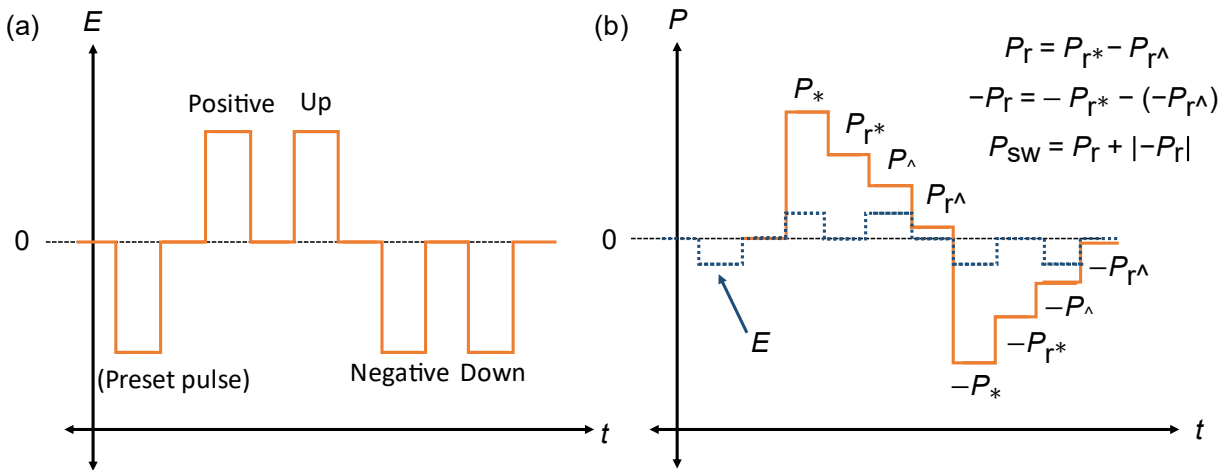 (a)
E
Positive
Up
0
(Preset pulse)
Negative
Down
t
(b)
P
P* 
Pr*
P^
Pr^
0
E
−P*
−Pr*
−P^
−Pr^
t
Pr = Pr* − Pr^
−Pr = − Pr* − (−Pr^)
Psw = Pr + |−Pr|